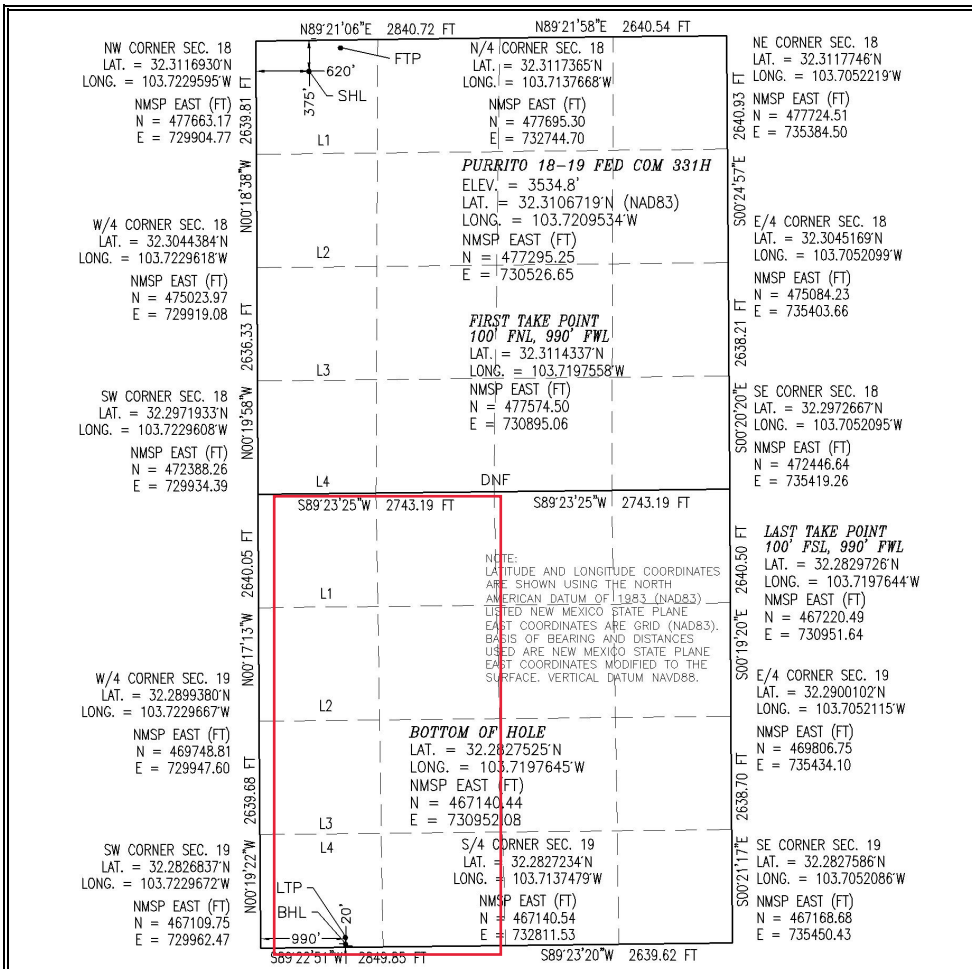 N89°21'06"E 2840.72 FT
N89°21'58"E 2640.54 FT
NW CORNER SEC. 18
LAT. = 32.3116930°N
LONG. = 103.7229595°W
NMSP EAST (FT)
N = 477663.17
E = 729904.77
FTP
620'
SHL
375'
N/4 CORNER SEC. 18
LAT. = 32.3117365°N
LONG. = 103.7137668°W
NMSP EAST (FT)
N = 477695.30
E = 732744.70
NE CORNER SEC. 18
LAT. = 32.3117746°N
LONG. = 103.7052219°W
NMSP EAST (FT)
N = 477724.51
E = 735384.50
N00°18'38"W 2639.81 FT
S00°24'57"E 2640.93 FT
L1
PURRITO 18-19 FED COM 331H
ELEV. = 3534.8'
LAT. = 32.3106719°N (NAD83)
LONG. = 103.7209534°W
NMSP EAST (FT)
N = 477295.25
E = 730526.65
W/4 CORNER SEC. 18
LAT. = 32.3044384°N
LONG. = 103.7229618°W
NMSP EAST (FT)
N = 475023.97
E = 729919.08
L2
E/4 CORNER SEC. 18
LAT. = 32.3045169°N
LONG. = 103.7052099°W
NMSP EAST (FT)
N = 475084.23
E = 735403.66
FIRST TAKE POINT
100' FNL, 990' FWL
LAT. = 32.3114337°N
LONG. = 103.7197558°W
NMSP EAST (FT)
N = 477574.50
E = 730895.06
N00°19'58"W 2636.33 FT
S00°20'20"E 2638.21 FT
L3
SW CORNER SEC. 18
LAT. = 32.2971933°N
LONG. = 103.7229608°W
NMSP EAST (FT)
N = 472388.26
E = 729934.39
SE CORNER SEC. 18
LAT. = 32.2972667°N
LONG. = 103.7052095°W
NMSP EAST (FT)
N = 472446.64
E = 735419.26
L4
DNF
S89°23'25"W 2743.19 FT
S89°23'25"W 2743.19 FT
N00°17'13"W 2640.05 FT
S00°19'20"E 2640.50 FT
NOTE:
LATITUDE AND LONGITUDE COORDINATES
ARE SHOWN USING THE NORTH
AMERICAN DATUM OF 1983 (NAD83)
LISTED NEW MEXICO STATE PLANE
EAST COORDINATES ARE GRID (NAD83).
BASIS OF BEARING AND DISTANCES
USED ARE NEW MEXICO STATE PLANE
EAST COORDINATES MODIFIED TO THE
SURFACE. VERTICAL DATUM NAVD88.
LAST TAKE POINT
100' FSL, 990' FWL
LAT. = 32.2829726°N
LONG. = 103.7197644°W
NMSP EAST (FT)
N = 467220.49
E = 730951.64
L1
W/4 CORNER SEC. 19
LAT. = 32.2899380°N
LONG. = 103.7229667°W
NMSP EAST (FT)
N = 469748.81
E = 729947.60
L2
E/4 CORNER SEC. 19
LAT. = 32.2900102°N
LONG. = 103.7052115°W
NMSP EAST (FT)
N = 469806.75
E = 735434.10
BOTTOM OF HOLE
LAT. = 32.2827525°N
LONG. = 103.7197645°W
NMSP EAST (FT)
N = 467140.44
E = 730952.08
N00°19'22"W 2639.68 FT
S00°21'17"E 2638.70 FT
L3
L4
SW CORNER SEC. 19
LAT. = 32.2826837°N
LONG. = 103.7229672°W
NMSP EAST (FT)
N = 467109.75
E = 729962.47
S/4 CORNER SEC. 19
LAT. = 32.2827234°N
LONG. = 103.7137479°W
NMSP EAST (FT)
N = 467140.54
E = 732811.53
SE CORNER SEC. 19
LAT. = 32.2827586°N
LONG. = 103.7052086°W
NMSP EAST (FT)
N = 467168.68
E = 735450.43
LTP
BHL
20'
990'
S89°22'51"W 2849.85 FT
S89°23'20"W 2639.62 FT